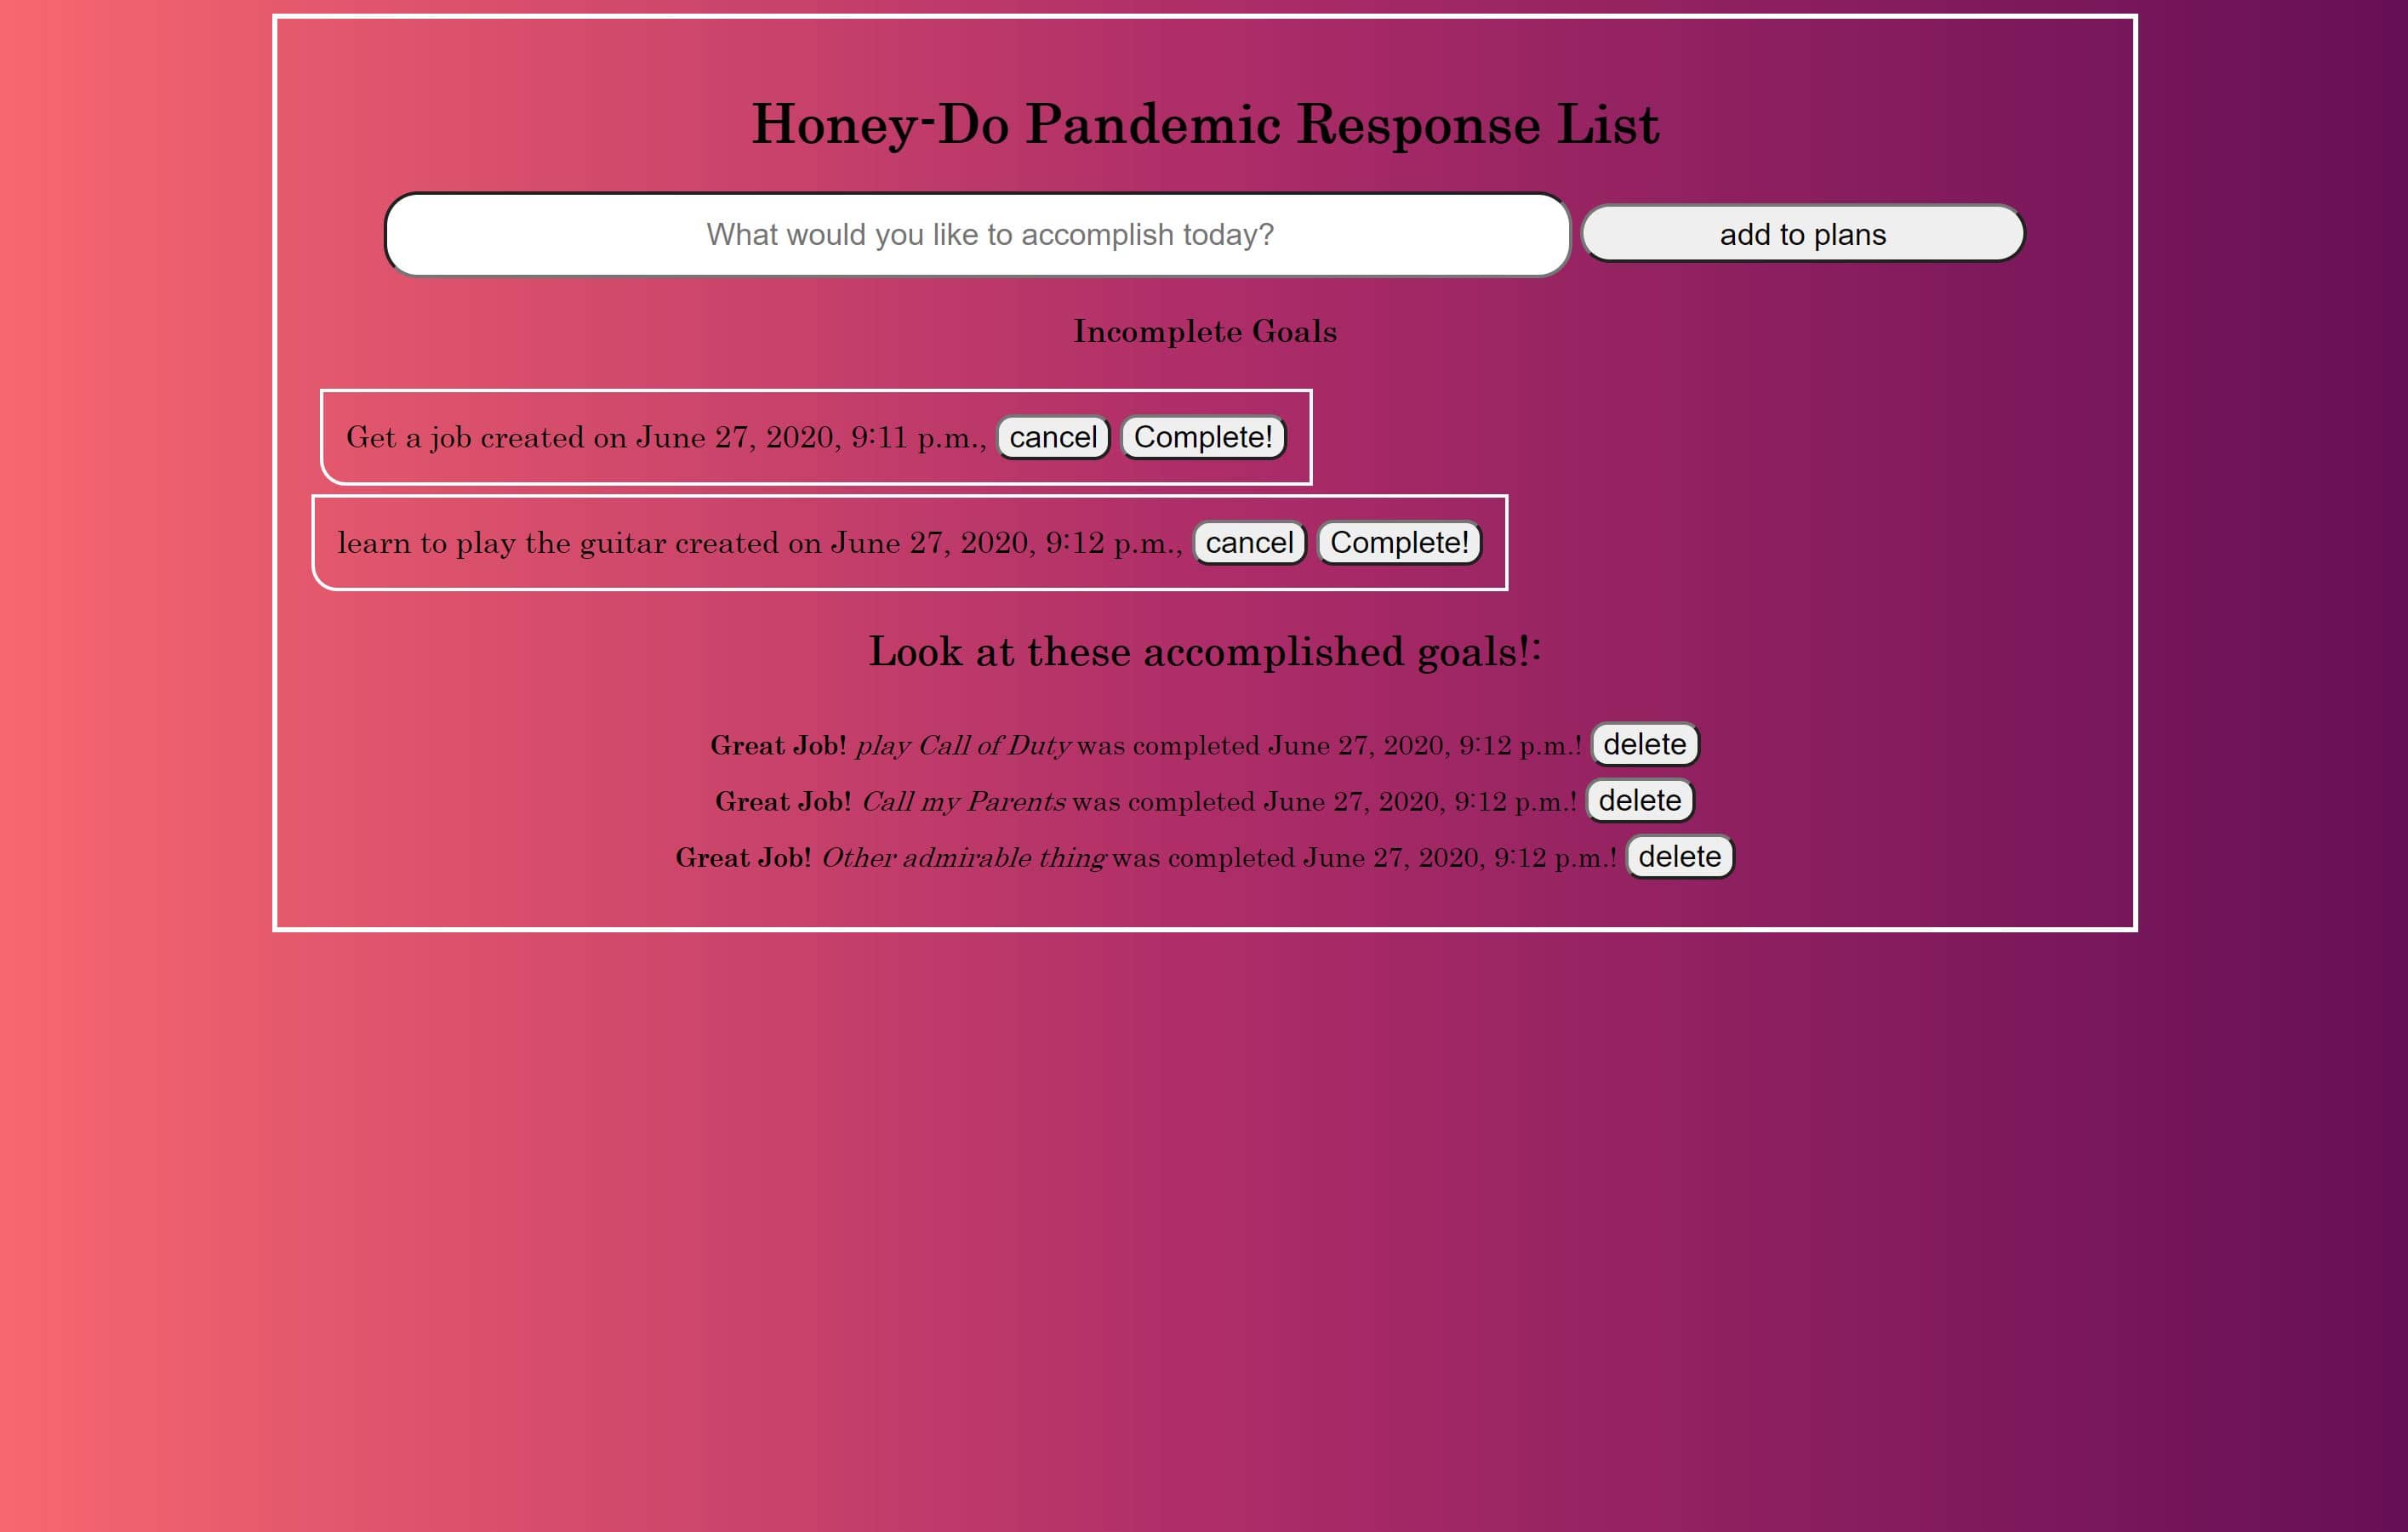 Honey-Do Pandemic Response List
What would you like to accomplish today? add to plans
Incomplete Goals
Get a job created on June 27, 2020, 9:11 p.m., cancel Complete!
learn to play the guitar created on June 27, 2020, 9:12 p.m., cancel Complete!
Look at these accomplished goals!:
Great Job! play Call of Duty was completed June 27, 2020, 9:12 p.m.! delete
Great Job! Call my Parents was completed June 27, 2020, 9:12 p.m.! delete
Great Job! Other admirable thing was completed June 27, 2020, 9:12 p.m.! delete